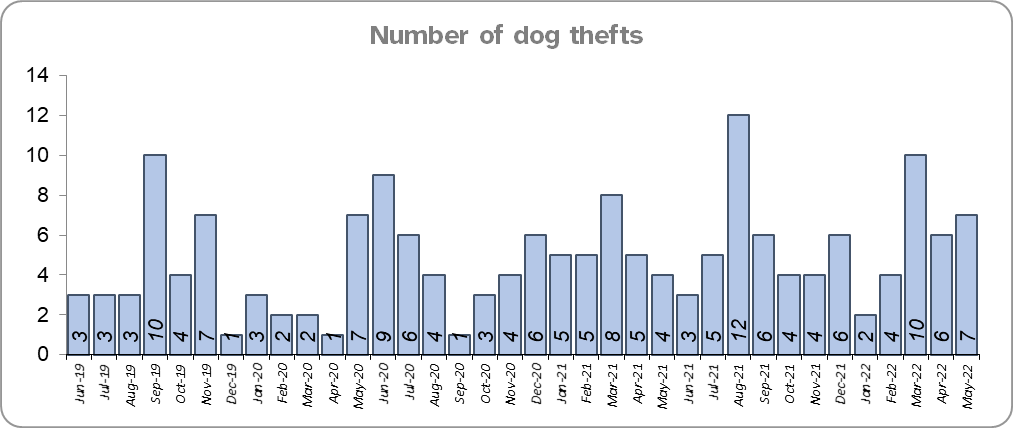 Number of dog thefts
14
12
10
8
6
4
2
0
3 3 3 10 4 7 1 3 2 2 1 7 9 6 4 1 3 4 6 5 5 8 5 4 3 5 12 6 4 4 6 2 4 10 6 7
Jun-19 Jul-19 Aug-19 Sep-19 Oct-19 Nov-19 Dec-19 Jan-20 Feb-20 Mar-20 Apr-20 May-20 Jun-20 Jul-20 Aug-20 Sep-20 Oct-20 Nov-20 Dec-20 Jan-21 Feb-21 Mar-21 Apr-21 May-21 Jun-21 Jul-21 Aug-21 Sep-21 Oct-21 Nov-21 Dec-21 Jan-22 Feb-22 Mar-22 Apr-22 May-22